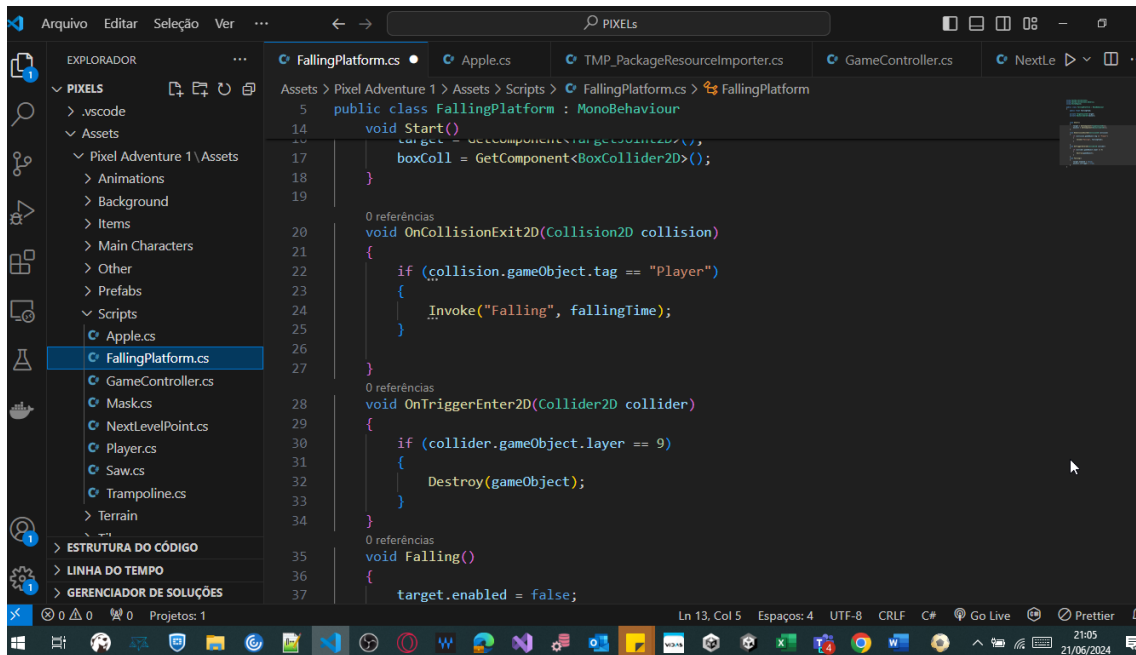 Arquivo Editar Seleção Ver ··· PIXELs
EXPLORADOR ···
FallingPlatform.cs Apple.cs TMP_PackageResourceImporter.cs GameController.cs NextLe
PIXELS
Assets > Pixel Adventure 1 > Assets > Scripts > FallingPlatform.cs > FallingPlatform
.vscode
Assets
Pixel Adventure 1\Assets
Animations
Background
Items
Main Characters
Other
Prefabs
Scripts
Apple.cs
FallingPlatform.cs
GameController.cs
Mask.cs
NextLevelPoint.cs
Player.cs
Saw.cs
Trampoline.cs
Terrain
ESTRUTURA DO CÓDIGO
LINHA DO TEMPO
GERENCIADOR DE SOLUÇÕES
5 public class FallingPlatform : MonoBehaviour
14 void Start()
16 target = GetComponent<TargetJoint2D>();
17 boxColl = GetComponent<BoxCollider2D>();
18 }
19
0 referências
20 void OnCollisionExit2D(Collision2D collision)
21 {
22 if (collision.gameObject.tag == "Player")
23 {
24 Invoke("Falling", fallingTime);
25 }
26
27 }
0 referências
28 void OnTriggerEnter2D(Collider2D collider)
29 {
30 if (collider.gameObject.layer == 9)
31 {
32 Destroy(gameObject);
33 }
34 }
0 referências
35 void Falling()
36 {
37 target.enabled = false;
0 0 0 Projetos: 1 Ln 13, Col 5 Espaços: 4 UTF-8 CRLF C# Go Live Prettier
21:05
21/06/2024